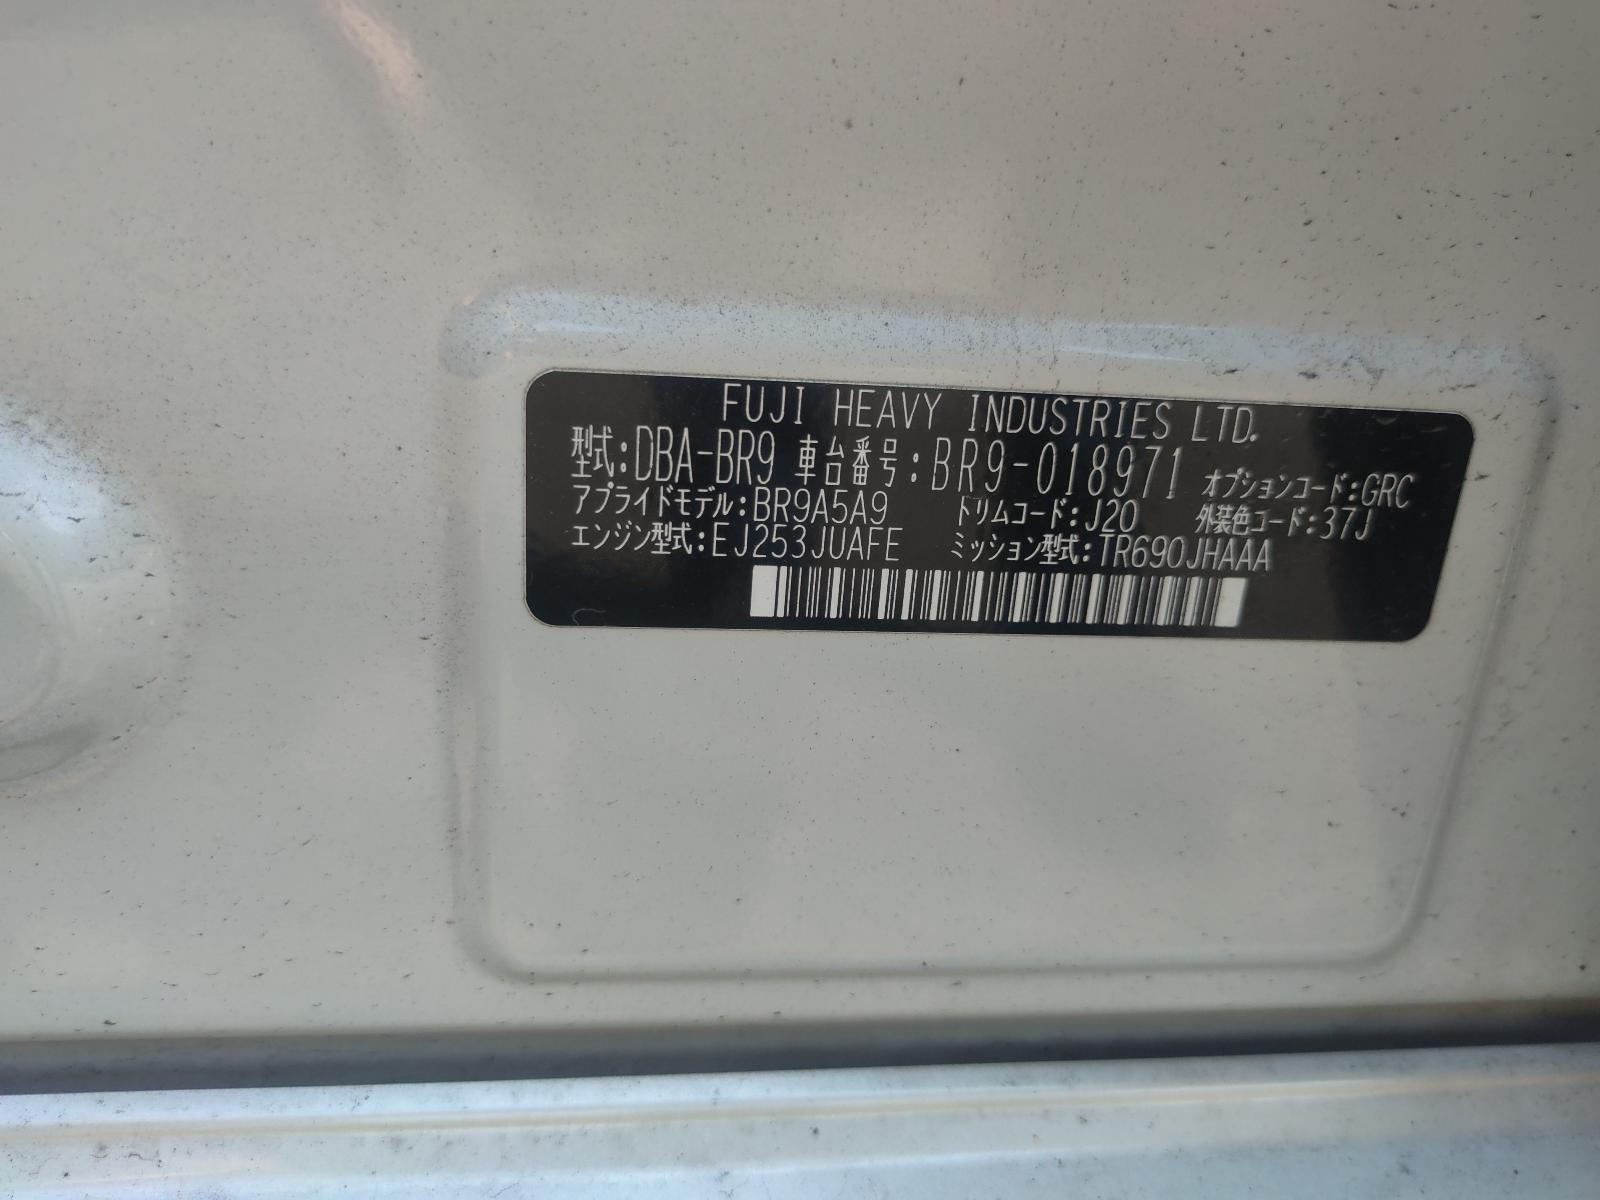 FUJI HEAVY INDUSTRIES LTD.
型式:DBA-BR9 車台番号:BR9-018971 オプションコード:GRC
アプライドモデル:BR9A5A9 トリムコード:J20 外装色コード:37J
エンジン型式:EJ253JUAFE ミッション型式:TR690JHAAA